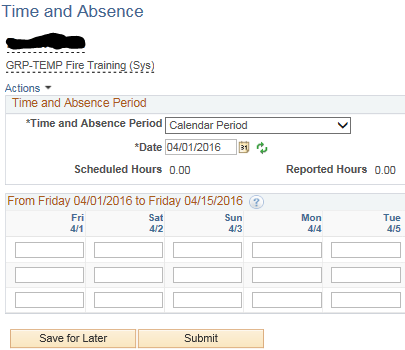 Time and Absence
GRP-TEMP Fire Training (Sys)
Actions
Time and Absence Period
*Time and Absence Period Calendar Period
*Date 04/01/2016 31
Scheduled Hours 0.00 Reported Hours 0.00
From Friday 04/01/2016 to Friday 04/15/2016 ?
Fri Sat Sun Mon Tue
4/1 4/2 4/3 4/4 4/5
Save for Later Submit